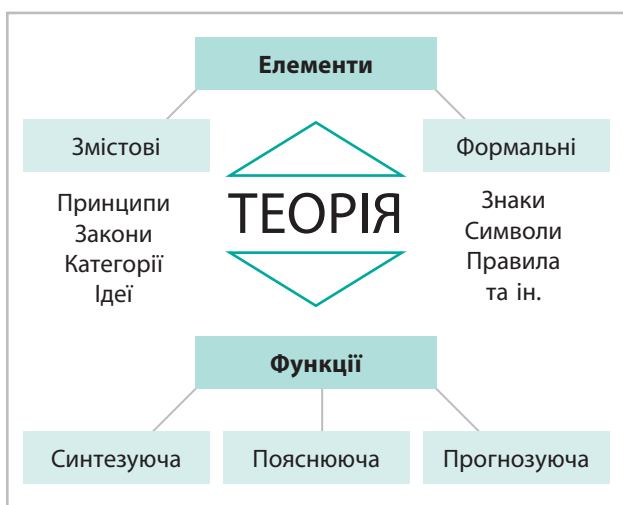 Елементи
Змістові
Формальні
Принципи
Закони
Категорії
Ідеї
ТЕОРІЯ
Знаки
Символи
Правила
та ін.
Функції
Синтезуюча
Пояснююча
Прогнозуюча